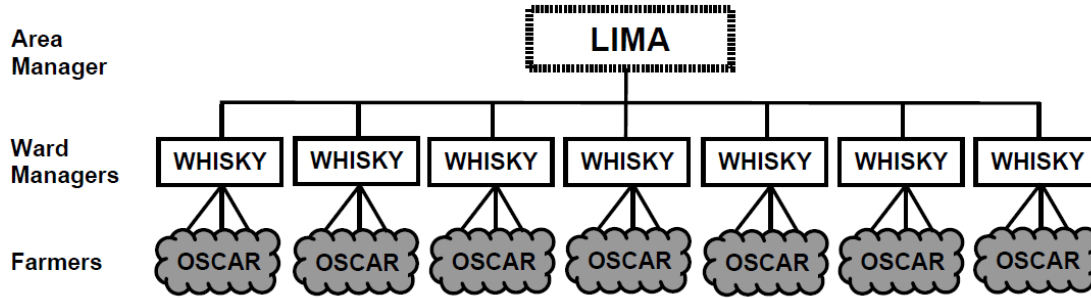 Area
Manager
LIMA
Ward
Managers
WHISKY WHISKY WHISKY WHISKY WHISKY WHISKY WHISKY
Farmers
OSCAR OSCAR OSCAR OSCAR OSCAR OSCAR OSCAR